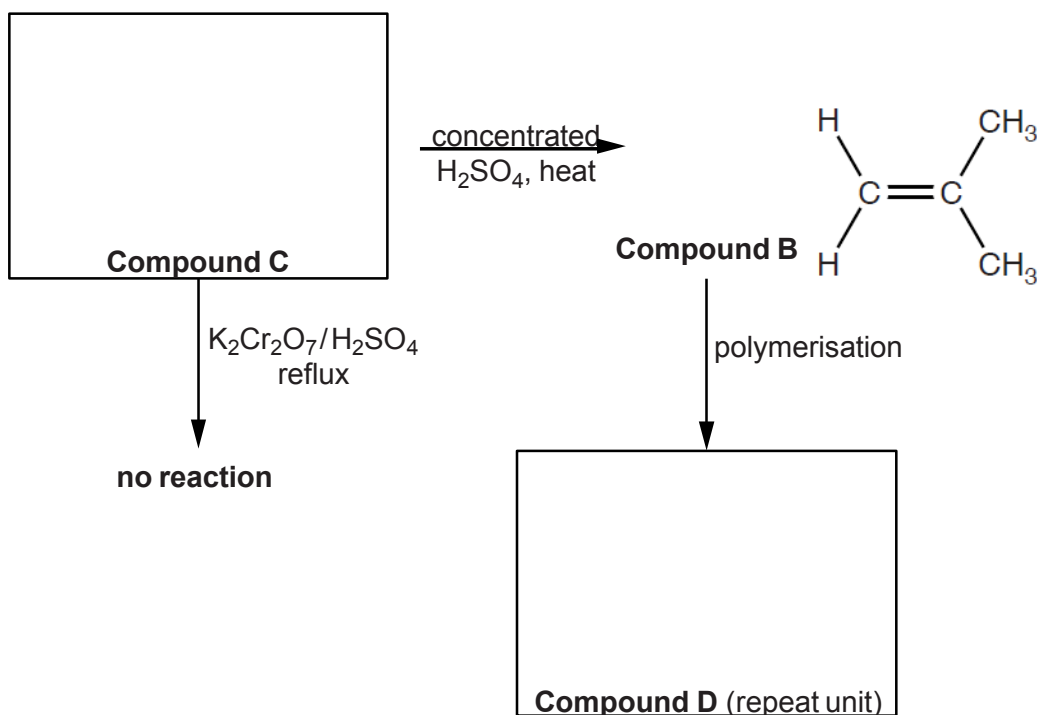 concentrated
H₂SO₄, heat
Compound C
Compound B
H
CH₃
C
C
H
CH₃
K₂Cr₂O₇/H₂SO₄
reflux
polymerisation
no reaction
Compound D (repeat unit)